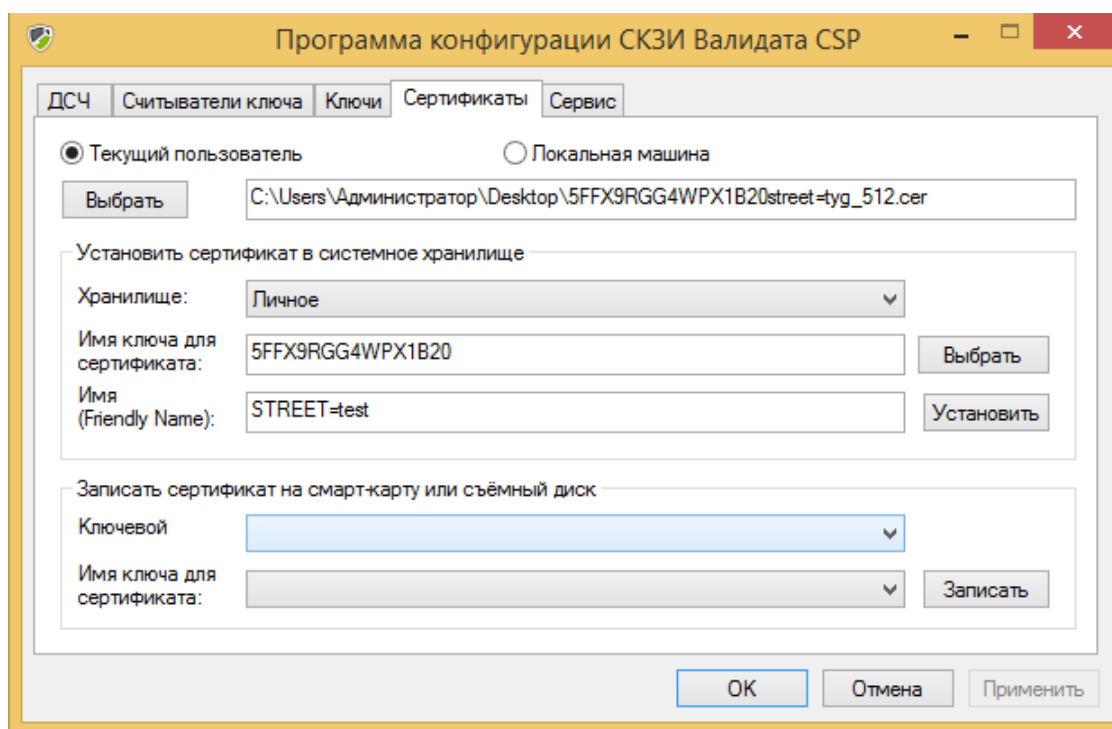 Программа конфигурации СКЗИ Валидата CSP
ДСЧ Считыватели ключа Ключи Сертификаты Сервис
Текущий пользователь Локальная машина
Выбрать C:\Users\Администратор\Desktop\5FFX9RGG4WPX1B20street=tyg_512.cer
Установить сертификат в системное хранилище
Хранилище: Личное
Имя ключа для
сертификата: 5FFX9RGG4WPX1B20 Выбрать
Имя
(Friendly Name): STREET=test Установить
Записать сертификат на смарт-карту или съёмный диск
Ключевой
Имя ключа для
сертификата: Записать
OK Отмена Применить